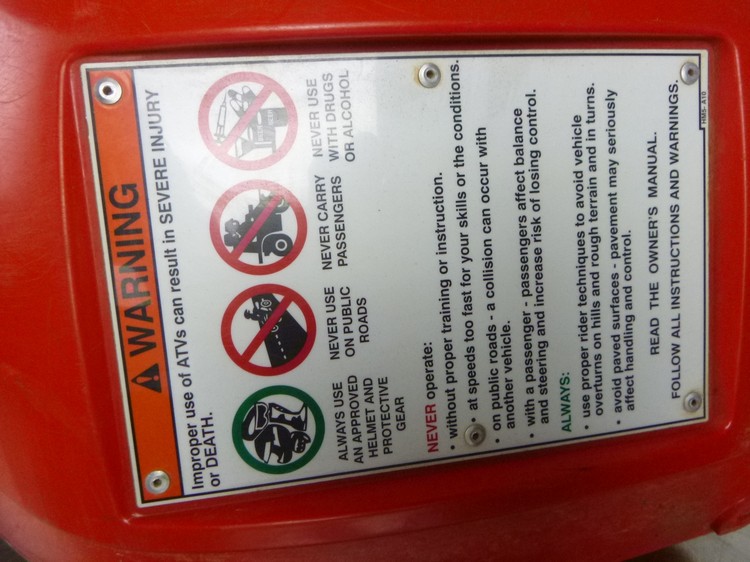 WARNING
Improper use of ATVs can result in SEVERE INJURY
or DEATH.
ALWAYS USE
AN APPROVED
HELMET AND
PROTECTIVE
GEAR
NEVER USE
ON PUBLIC
ROADS
NEVER CARRY
PASSENGERS
NEVER USE
WITH DRUGS
OR ALCOHOL
NEVER operate:
• without proper training or instruction.
• at speeds too fast for your skills or the conditions.
• on public roads - a collision can occur with
another vehicle.
• with a passenger - passengers affect balance
and steering and increase risk of losing control.
ALWAYS:
• use proper rider techniques to avoid vehicle
overturns on hills and rough terrain and in turns.
• avoid paved surfaces - pavement may seriously
affect handling and control.
READ THE OWNER'S MANUAL.
FOLLOW ALL INSTRUCTIONS AND WARNINGS.